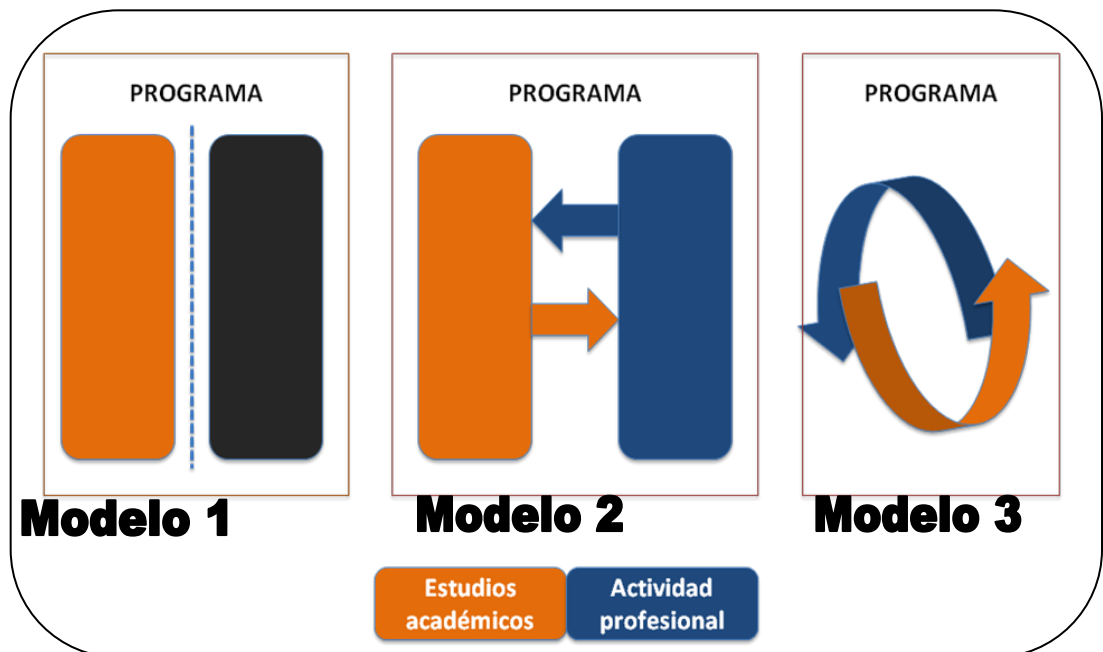 PROGRAMA
PROGRAMA
PROGRAMA
Modelo 1
Modelo 2
Modelo 3
Estudios
académicos
Actividad
profesional